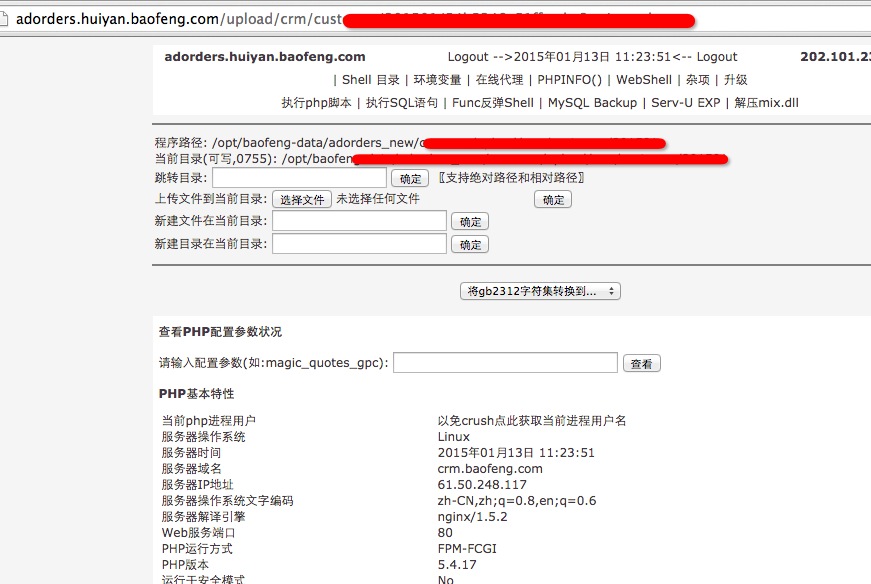 adorders.huiyan.baofeng.com/upload/crm/cust
adorders.huiyan.baofeng.com Logout -->2015年01月13日 11:23:51<-- Logout 202.101.23
| Shell 目录 | 环境变量 | 在线代理 | PHPINFO() | WebShell | 杂项 | 升级
执行php脚本 | 执行SQL语句 | Func反弹Shell | MySQL Backup | Serv-U EXP | 解压mix.dll
程序路径: /opt/baofeng-data/adorders_new/c
当前目录(可写,0755): /opt/baofeng
跳转目录: 确定 〖支持绝对路径和相对路径〗
上传文件到当前目录: 选择文件 未选择任何文件 确定
新建文件在当前目录: 确定
新建目录在当前目录: 确定
将gb2312字符集转换到...
查看PHP配置参数状况
请输入配置参数(如:magic_quotes_gpc): 查看
PHP基本特性
当前php进程用户 以免crush点此获取当前进程用户名
服务器操作系统 Linux
服务器时间 2015年01月13日 11:23:51
服务器域名 crm.baofeng.com
服务器IP地址 61.50.248.117
服务器操作系统文字编码 zh-CN,zh;q=0.8,en;q=0.6
服务器解译引擎 nginx/1.5.2
Web服务端口 80
PHP运行方式 FPM-FCGI
PHP版本 5.4.17
运行于安全模式 No